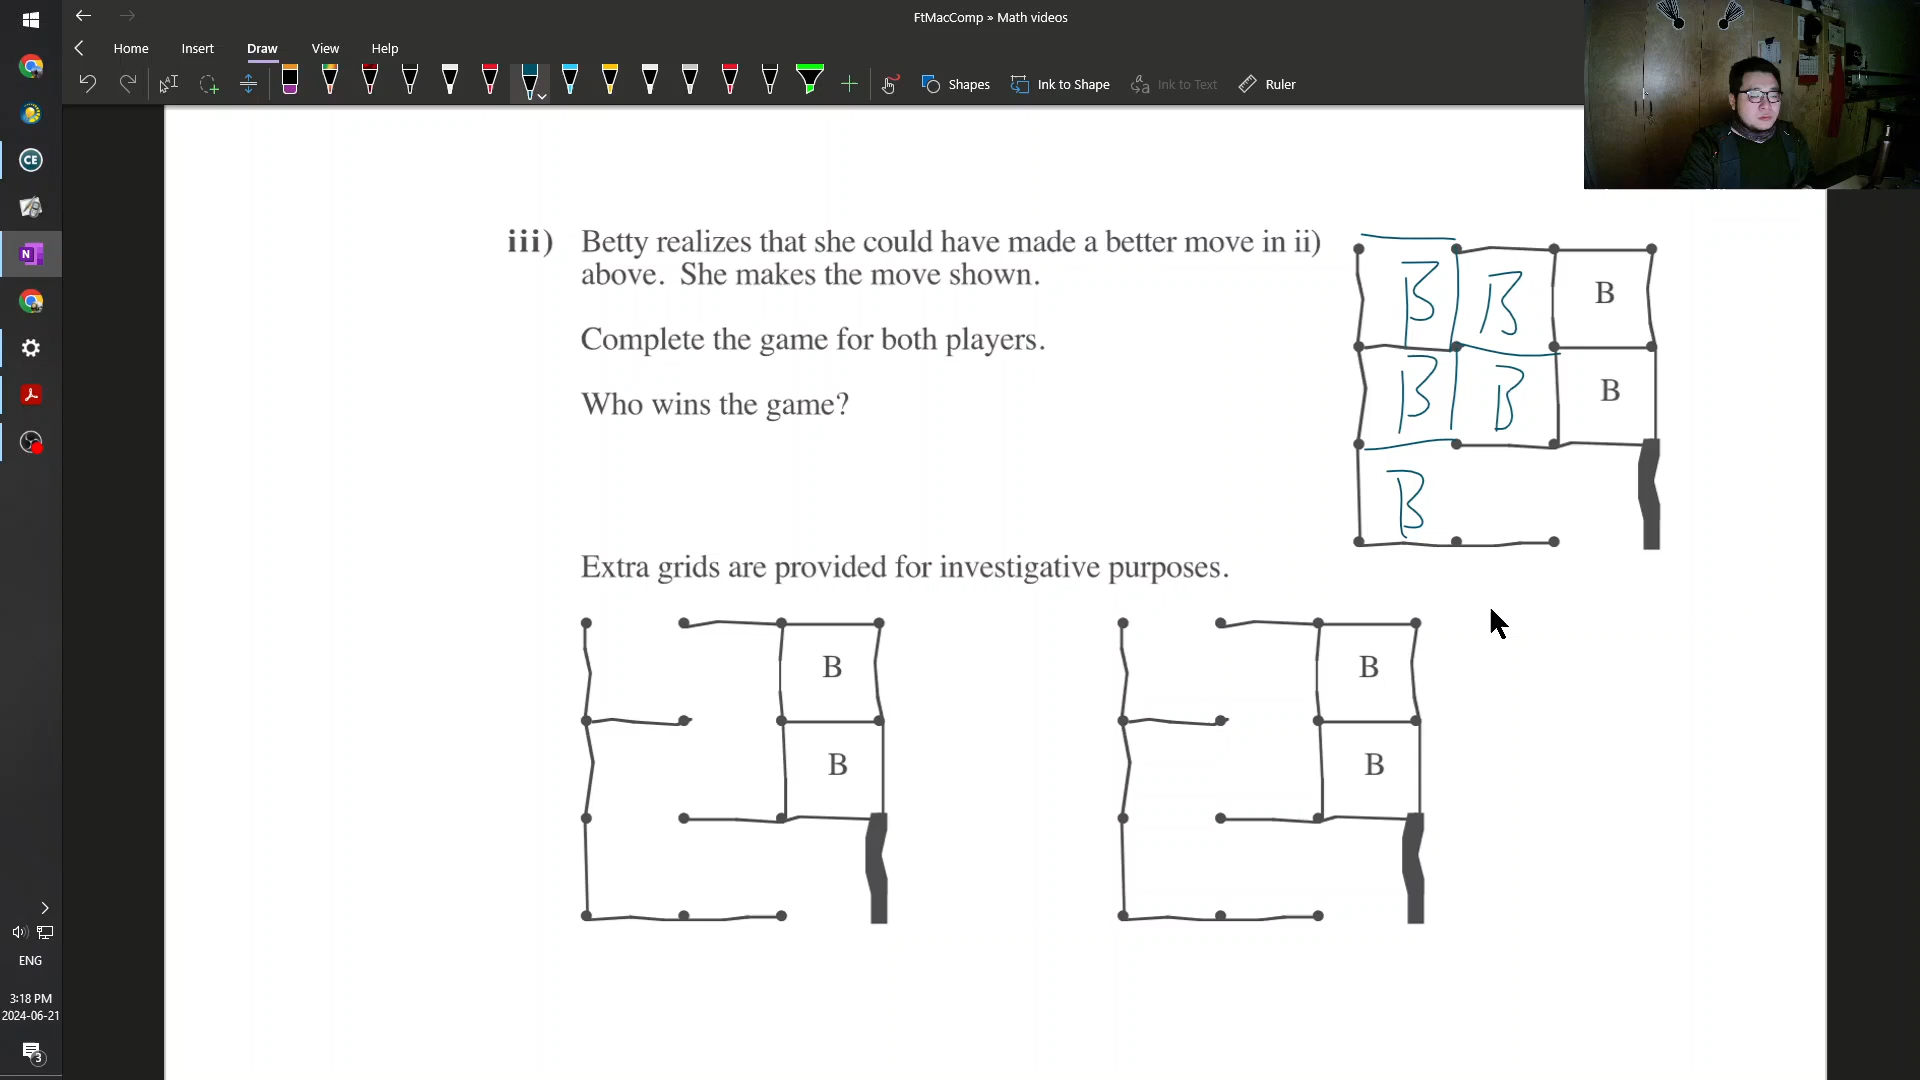 FtMacComp » Math videos
Home Insert Draw View Help
Shapes Ink to Shape Ink to Text Ruler
CE
N
iii) Betty realizes that she could have made a better move in ii)
above. She makes the move shown.
Complete the game for both players.
Who wins the game?
B B B
B B B
B
Extra grids are provided for investigative purposes.
B B
B B
ENG
3:18 PM
2024-06-21
3